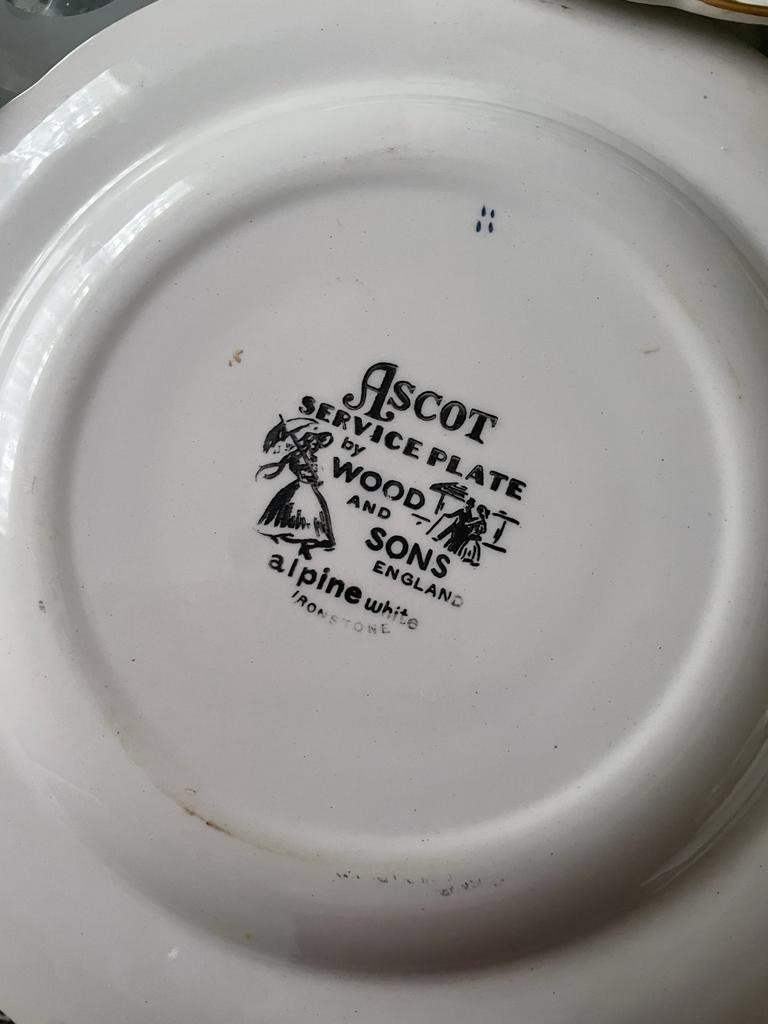 ASCOT
SERVICE PLATE
by
WOOD
AND
SONS
ENGLAND
alpine white
IRONSTONE